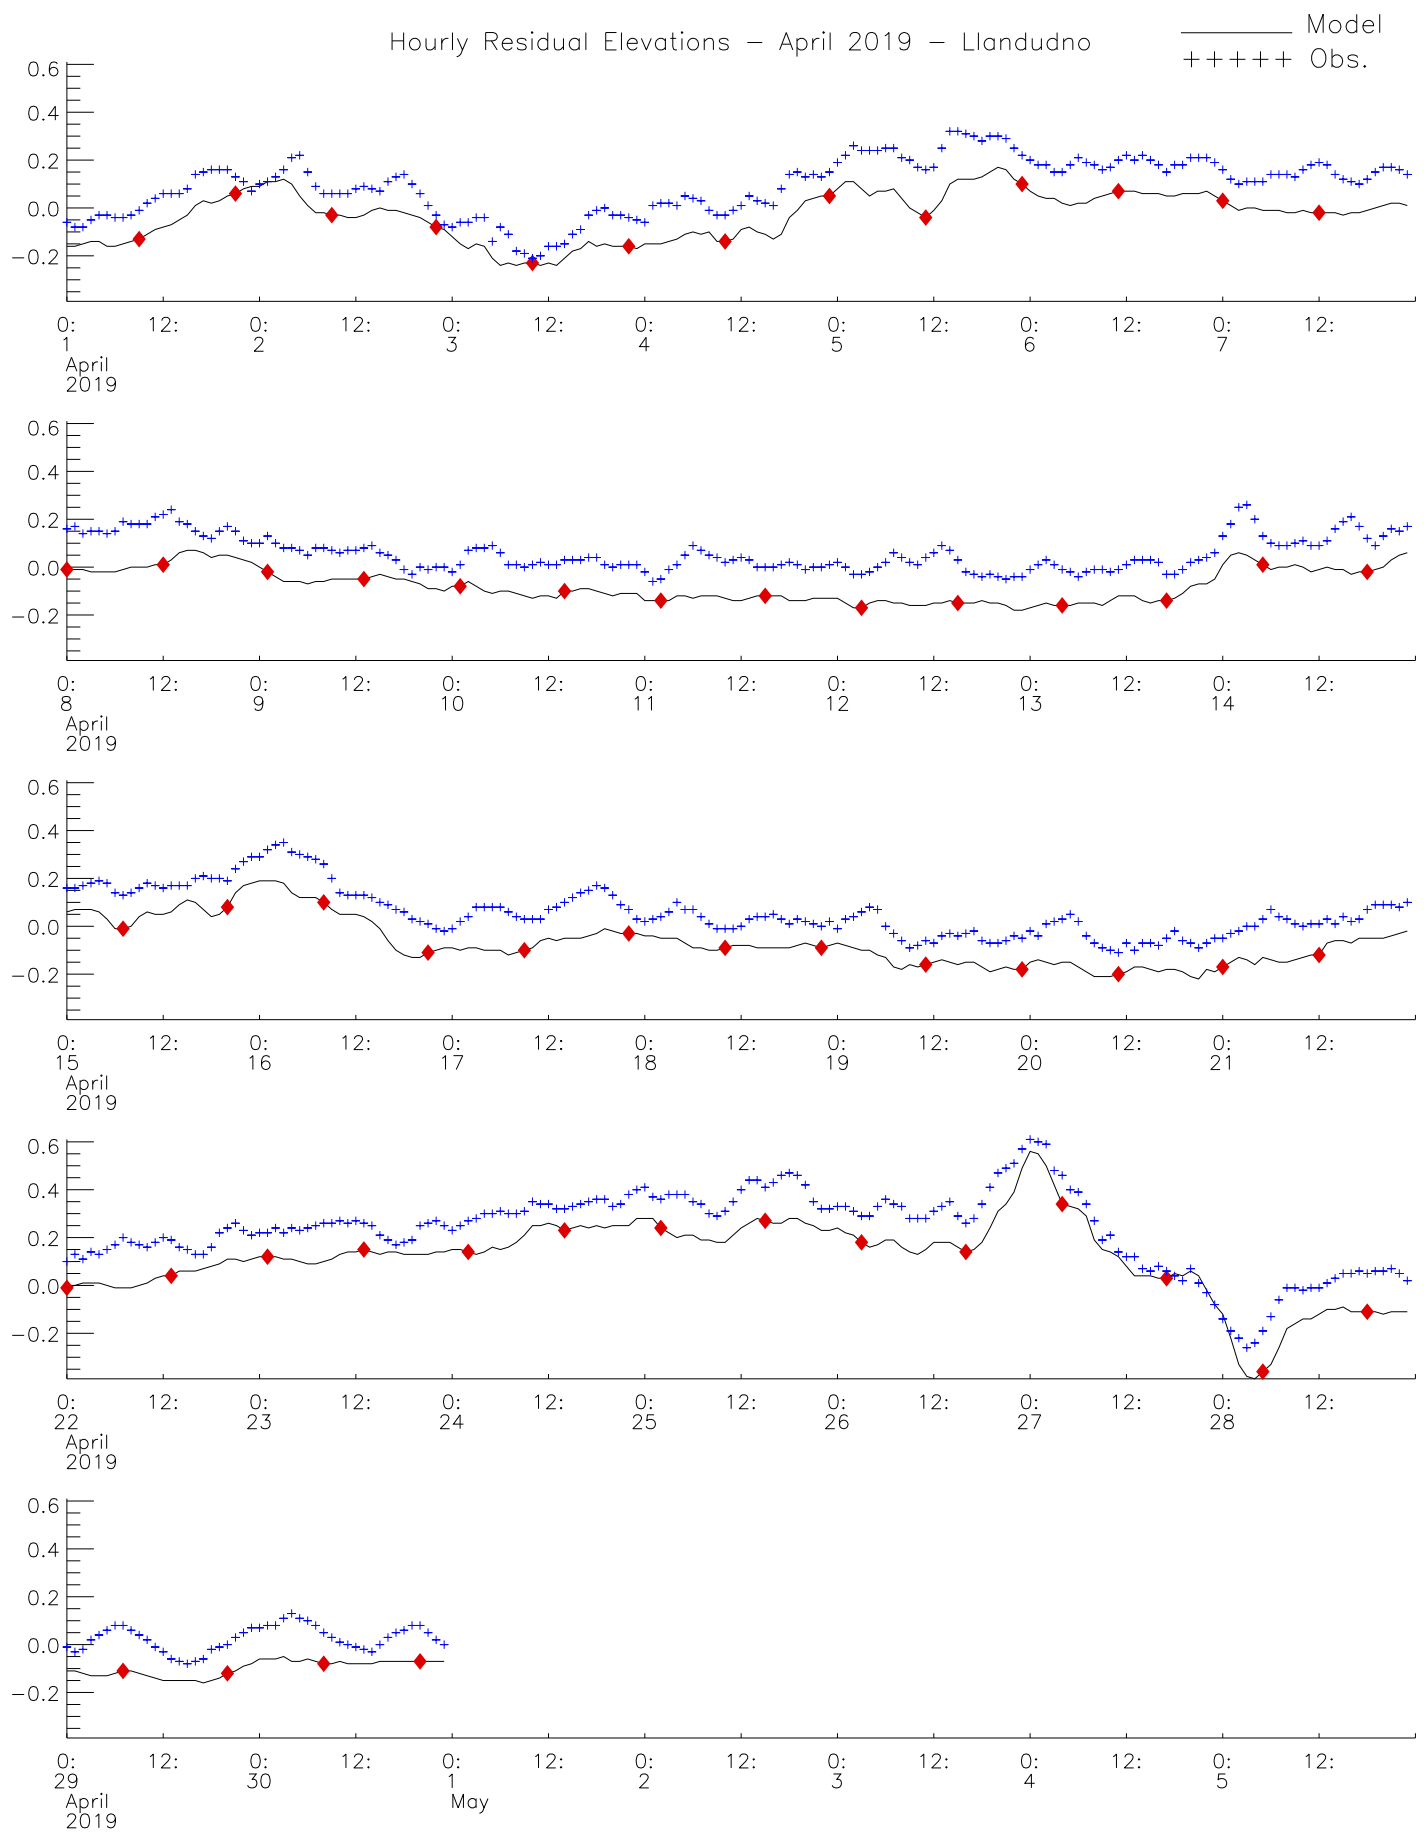 Hourly Residual Elevations – April 2019 – Llandudno
Model
+++++ Obs.
0.6
0.4
0.2
0.0
−0.2
0: 12: 0: 12: 0: 12: 0: 12: 0: 12: 0: 12: 0: 12:
1 2 3 4 5 6 7
April
2019
0.6
0.4
0.2
0.0
−0.2
0: 12: 0: 12: 0: 12: 0: 12: 0: 12: 0: 12: 0: 12:
8 9 10 11 12 13 14
April
2019
0.6
0.4
0.2
0.0
−0.2
0: 12: 0: 12: 0: 12: 0: 12: 0: 12: 0: 12: 0: 12:
15 16 17 18 19 20 21
April
2019
0.6
0.4
0.2
0.0
−0.2
0: 12: 0: 12: 0: 12: 0: 12: 0: 12: 0: 12: 0: 12:
22 23 24 25 26 27 28
April
2019
0.6
0.4
0.2
0.0
−0.2
0: 12: 0: 12: 0: 12: 0: 12: 0: 12: 0: 12: 0: 12:
29 30 1 2 3 4 5
April May
2019